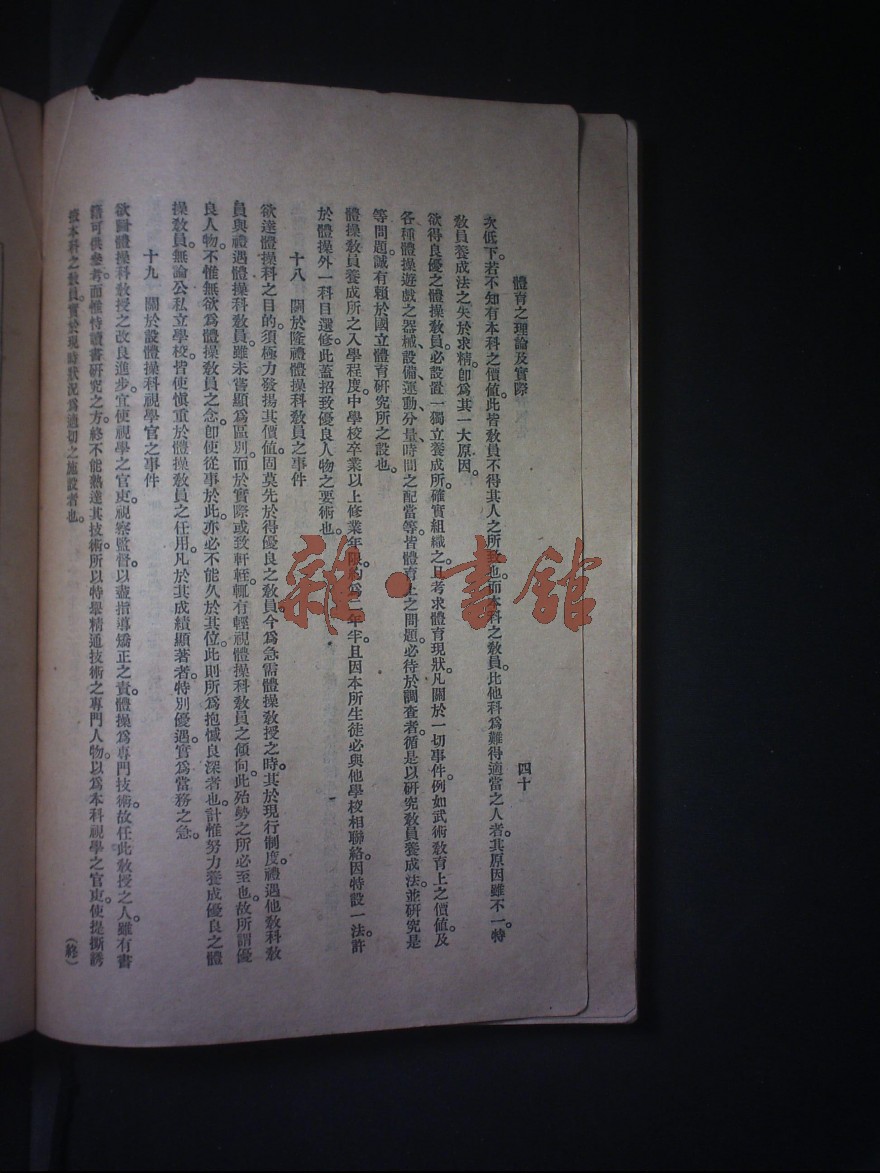 體育之理論及實際
四十
次低下。若不知有本科之價値。此皆敎員不得其人之所致也。而本科之敎員。比他科爲難得適當之人者。其原因雖不一。特
敎員養成法之失於求精。卽爲其一大原因。
欲得良優之體操敎員。必設置一獨立養成所。確實組織之。且考求體育現狀。凡關於一切事件。例如武術敎育上之價値。及
各種體操遊戲之器械設備、運動分量、時間之配當等。皆體育上之問題。必待於調查者。循是以研究敎員養成法。並研究是
等問題。誠有賴於國立體育研究所之設也。
體操敎員養成所之入學程度。中學校卒業以上。修業年限。約爲二年半。且因本所生徒。必與他學校相聯絡。因特設一法。許
於體操外一科目選修。此蓋招致優良人物之要術也。
十八 關於隆禮體操科敎員之事件
欲達體操科之目的。須極力發揚其價値。固莫先於得優良之敎員。今爲急需體操敎授之時。其於現行制度。禮遇他敎科敎
員。與禮遇體操科敎員。雖未嘗顯爲區別。而於實際或致軒輊。輒有輕視體操科敎員之傾向。此殆勢之所必至也。故所謂優
良人物。不惟無欲爲體操敎員之念。卽使從事於此。亦必不能久於其位。此則所爲抱憾良深者也。計惟努力養成優良之體
操敎員。無論公私立學校。皆使愼重於體操敎員之任用。凡於其成績顯著者。特別優遇。實爲當務之急。
十九 關於設體操科視學官之事件
欲圖體操科敎授之改良進步。宜使視學之官吏。視察監督。以盡指導矯正之責。體操爲專門技術。故任此敎授之人。雖有書
籍可供參考。而惟恃讀書研究之方。終不能熟達其技術。所以特舉精通技術之專門人物。以爲本科視學之官吏。使提撕誘
掖本科之敎員。實於現時狀況爲適切之施設者也。
（終）
雜·書館